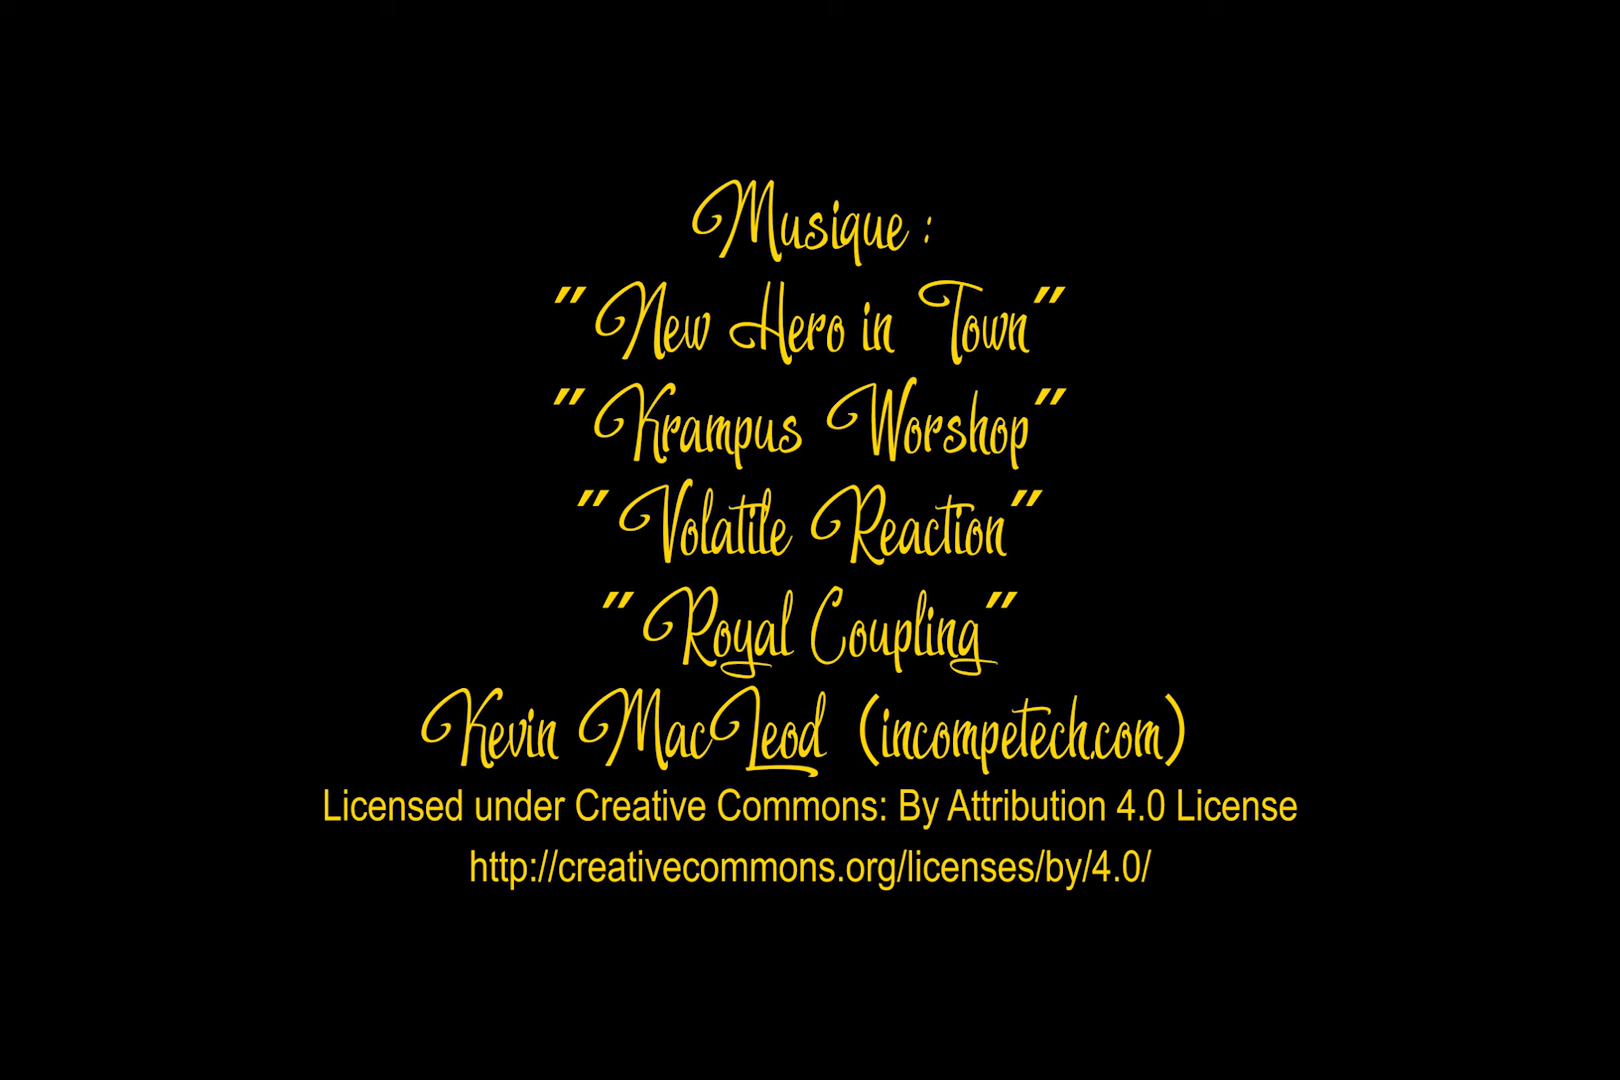 Musique :
"New Hero in Town"
"Krampus Worshop"
"Volatile Reaction"
"Royal Coupling"
Kevin MacLeod (incompetech.com)
Licensed under Creative Commons: By Attribution 4.0 License
http://creativecommons.org/licenses/by/4.0/